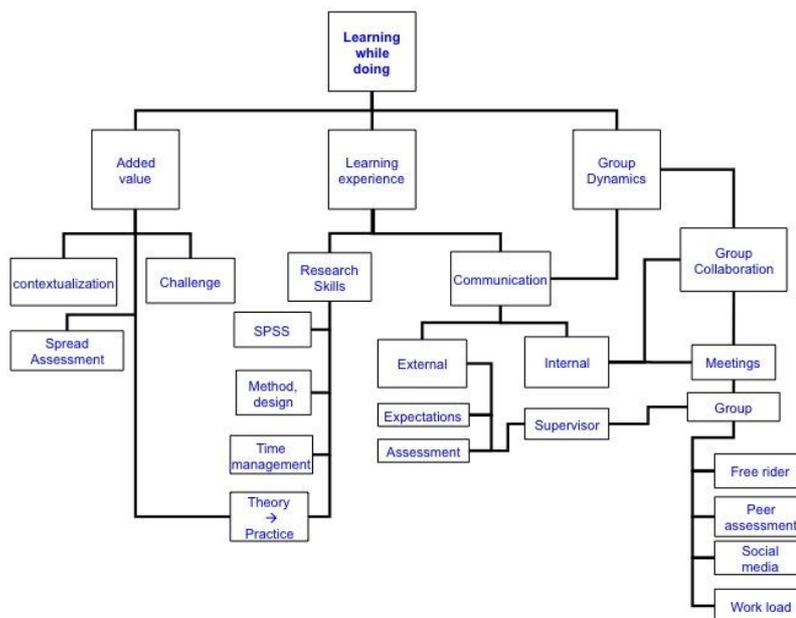 Learning
while
doing
Added
value
Learning
experience
Group
Dynamics
contextualization
Challenge
Research
Skills
Communication
Group
Collaboration
Spread
Assessment
SPSS
External
Internal
Meetings
Method,
design
Expectations
Supervisor
Group
Time
management
Assessment
Free rider
Theory
→
Practice
Peer
assessment
Social
media
Work load